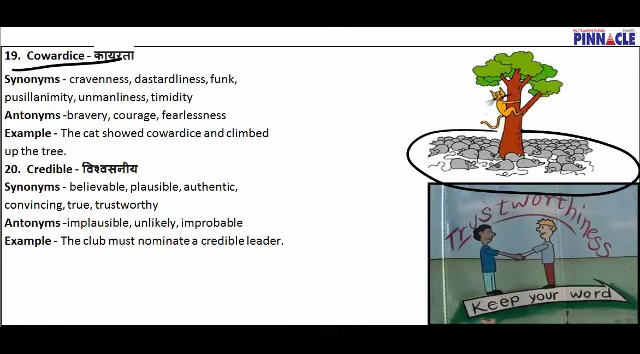 PINNACLE
19. Cowardice - कायरता
Synonyms - cravenness, dastardliness, funk,
pusillanimity, unmanliness, timidity
Antonyms -bravery, courage, fearlessness
Example - The cat showed cowardice and climbed
up the tree.
20. Credible - विश्वसनीय
Synonyms - believable, plausible, authentic,
convincing, true, trustworthy
Antonyms -implausible, unlikely, improbable
Example - The club must nominate a credible leader.
Trustworthiness
Keep your word